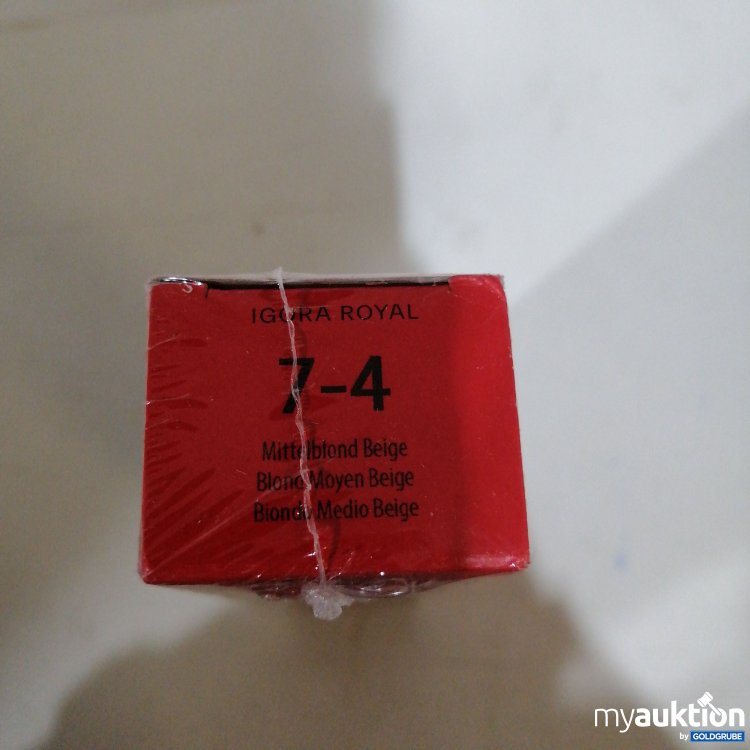 IGORA ROYAL
7-4
Mittelblond Beige
Blond Moyen Beige
Biondo Medio Beige
myauktion
by GOLDGRUBE